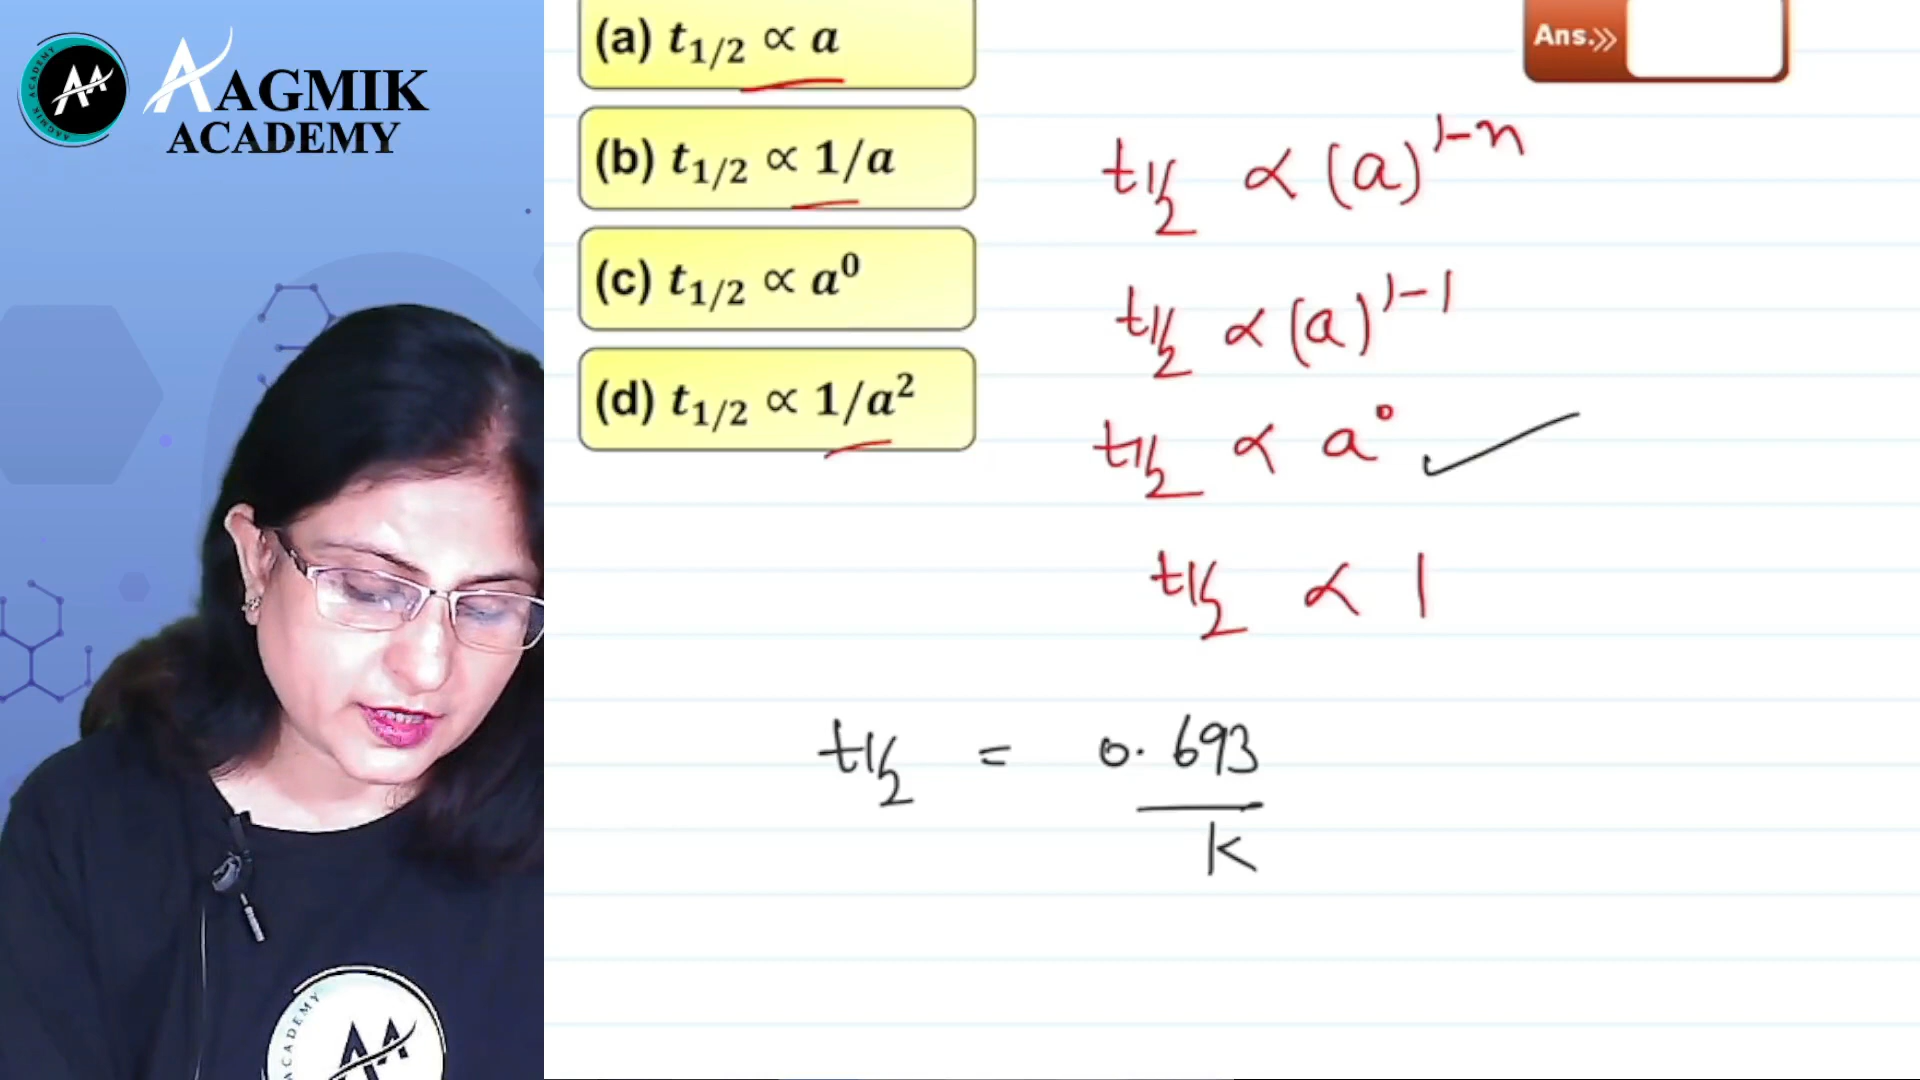 AAGMIK
ACADEMY
(a) t1/2 ∝ a
(b) t1/2 ∝ 1/a
(c) t1/2 ∝ a⁰
(d) t1/2 ∝ 1/a²
Ans.
t1/2 ∝ (a)¹⁻ⁿ
t1/2 ∝ (a)¹⁻¹
t1/2 ∝ a⁰
t1/2 ∝ 1
t1/2 = 0.693/K
ACADEMY